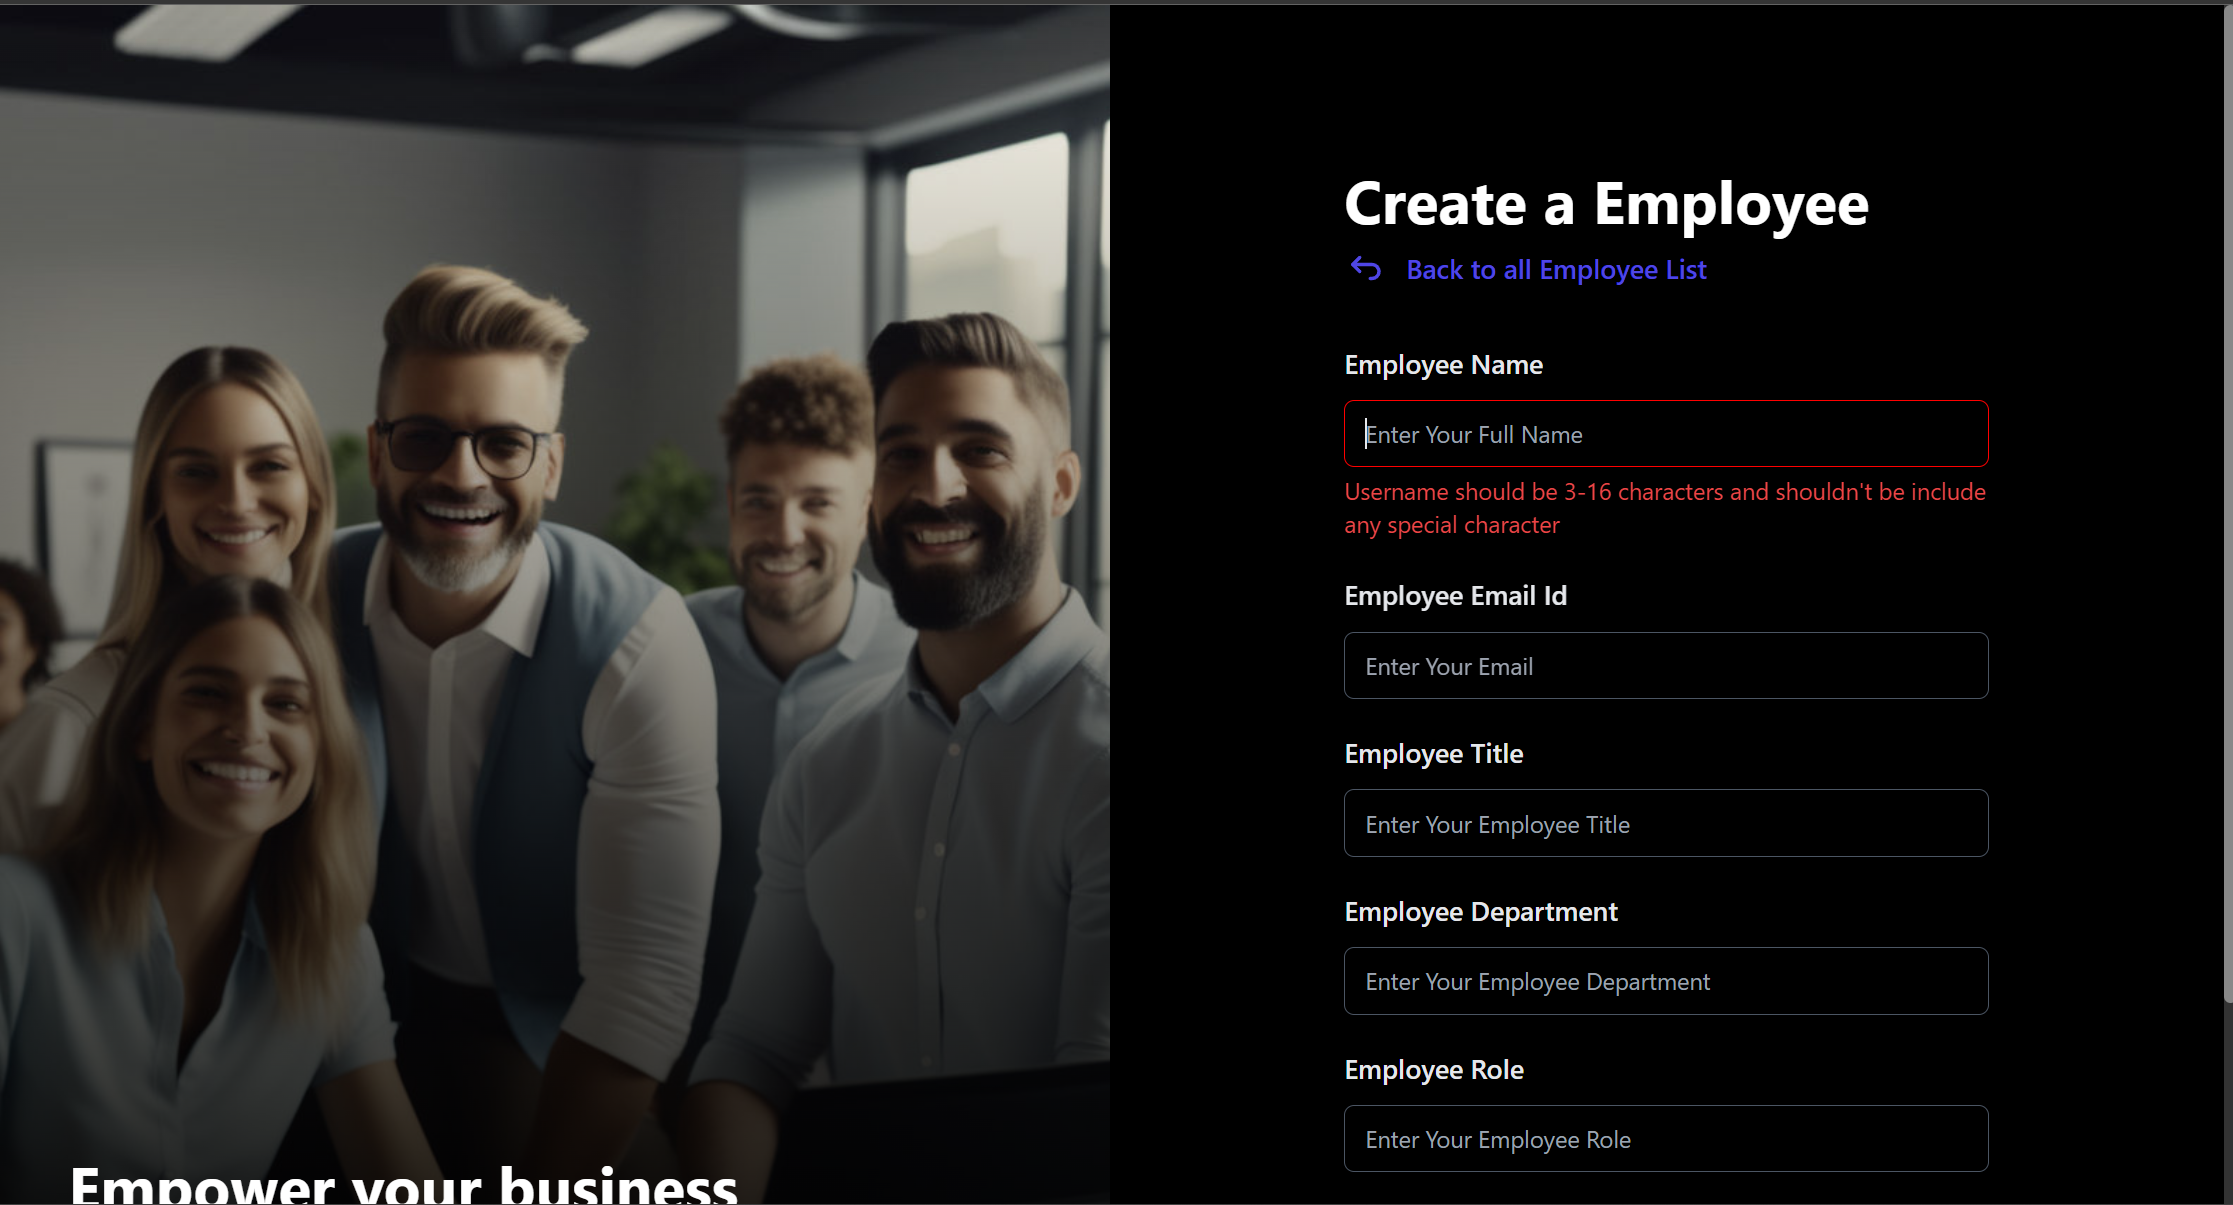 Create a Employee
Back to all Employee List
Employee Name
Enter Your Full Name
Username should be 3-16 characters and shouldn't be include
any special character
Employee Email Id
Enter Your Email
Employee Title
Enter Your Employee Title
Employee Department
Enter Your Employee Department
Employee Role
Enter Your Employee Role
Empower your business